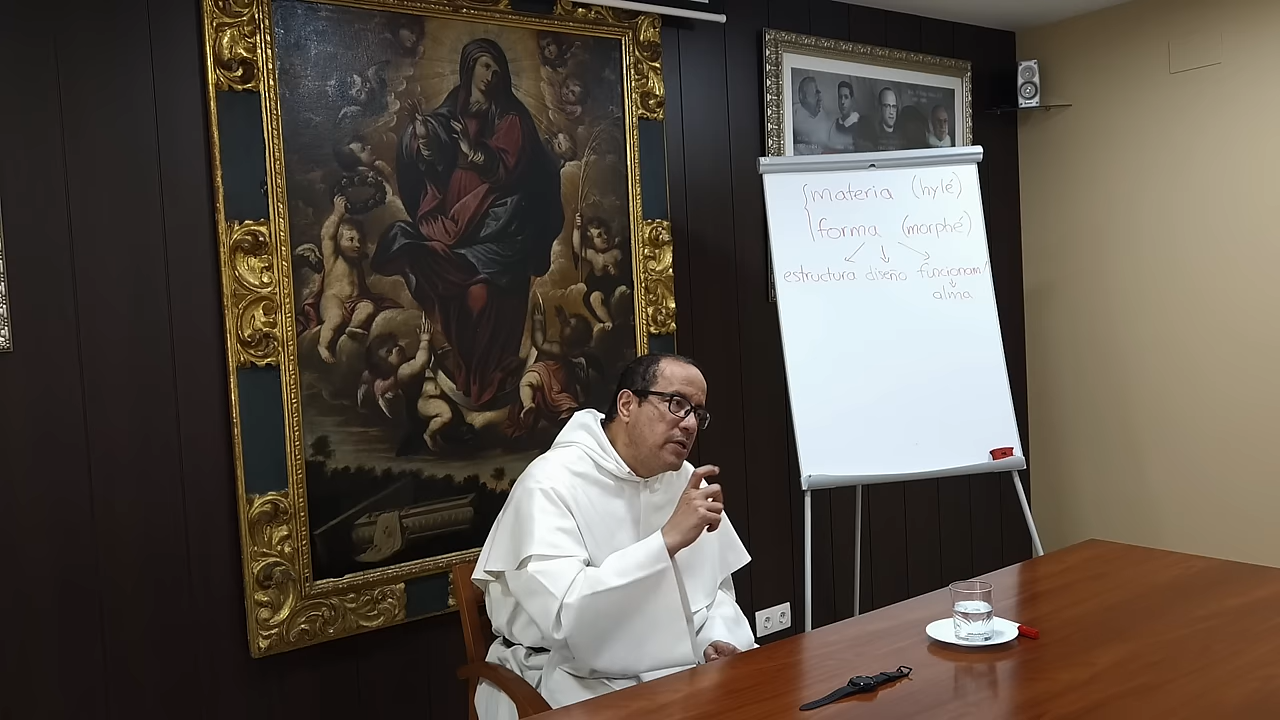 materia (hylé)
forma (morphé)
estructura diseño funcionam/
alma